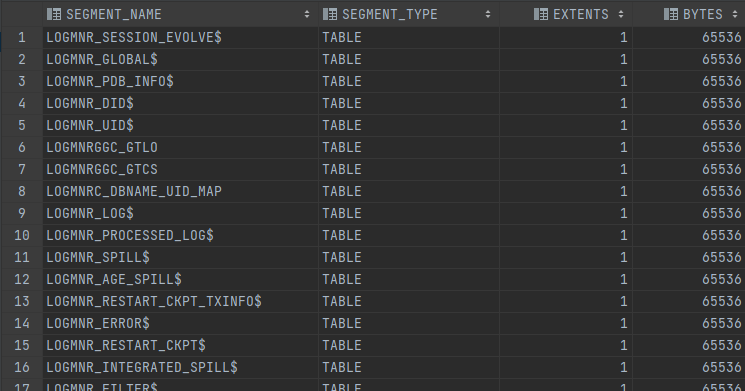 SEGMENT_NAME SEGMENT_TYPE EXTENTS BYTES
1 LOGMNR_SESSION_EVOLVE$ TABLE 1 65536
2 LOGMNR_GLOBAL$ TABLE 1 65536
3 LOGMNR_PDB_INFO$ TABLE 1 65536
4 LOGMNR_DID$ TABLE 1 65536
5 LOGMNR_UID$ TABLE 1 65536
6 LOGMNRGGC_GTLO TABLE 1 65536
7 LOGMNRGGC_GTCS TABLE 1 65536
8 LOGMNRC_DBNAME_UID_MAP TABLE 1 65536
9 LOGMNR_LOG$ TABLE 1 65536
10 LOGMNR_PROCESSED_LOG$ TABLE 1 65536
11 LOGMNR_SPILL$ TABLE 1 65536
12 LOGMNR_AGE_SPILL$ TABLE 1 65536
13 LOGMNR_RESTART_CKPT_TXINFO$ TABLE 1 65536
14 LOGMNR_ERROR$ TABLE 1 65536
15 LOGMNR_RESTART_CKPT$ TABLE 1 65536
16 LOGMNR_INTEGRATED_SPILL$ TABLE 1 65536
17 LOGMNR_FILTER$ TABLE 1 65536